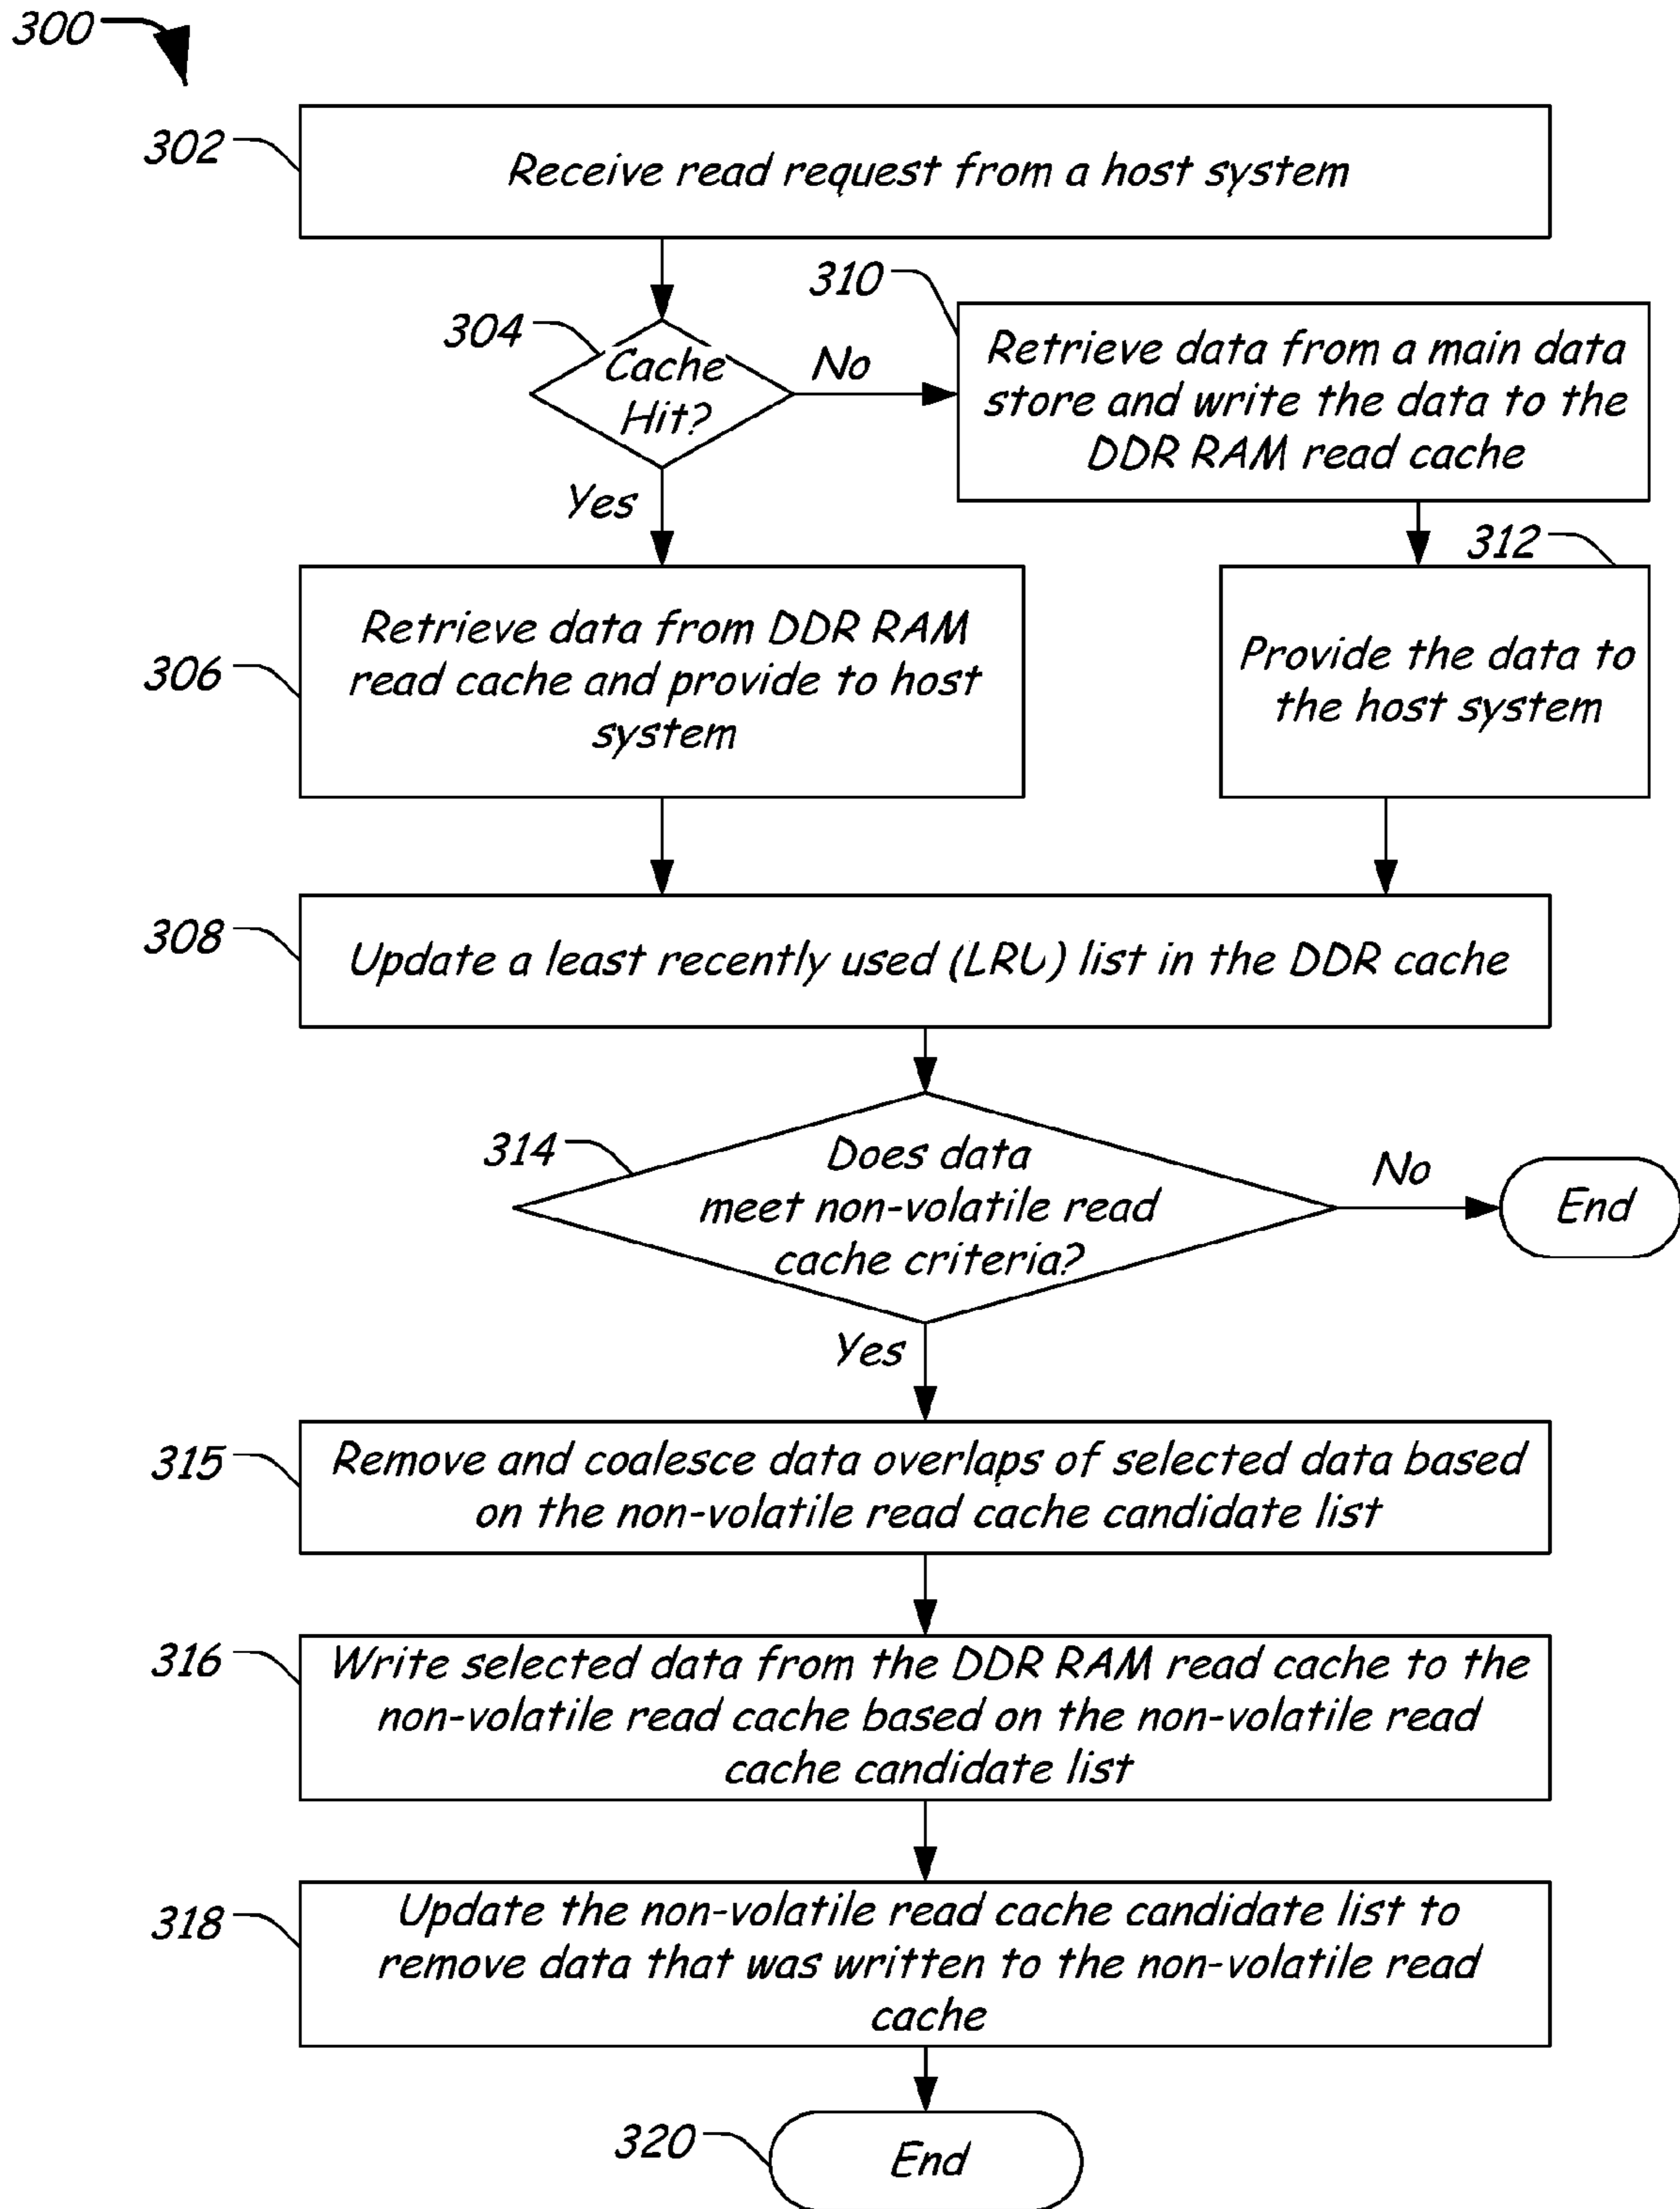 300
302
Receive read request from a host system
304
Cache
Hit?
No
310
Retrieve data from a main data
store and write the data to the
DDR RAM read cache
Yes
312
306
Retrieve data from DDR RAM
read cache and provide to host
system
Provide the data to
the host system
308
Update a least recently used (LRU) list in the DDR cache
314
Does data
meet non-volatile read
cache criteria?
No
End
Yes
315
Remove and coalesce data overlaps of selected data based
on the non-volatile read cache candidate list
316
Write selected data from the DDR RAM read cache to the
non-volatile read cache based on the non-volatile read
cache candidate list
318
Update the non-volatile read cache candidate list to
remove data that was written to the non-volatile read
cache
320
End